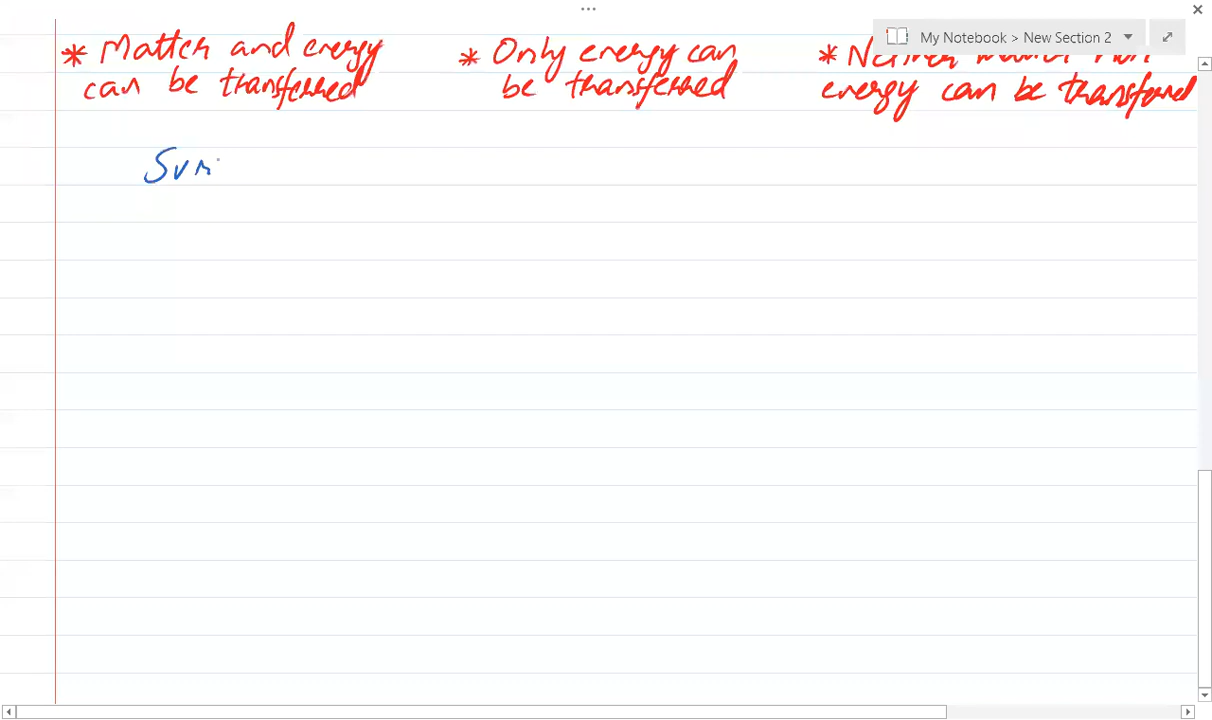 My Notebook > New Section 2
* Matter and energy
can be transferred
* Only energy can
be transferred
*
energy can be transferred
Sur